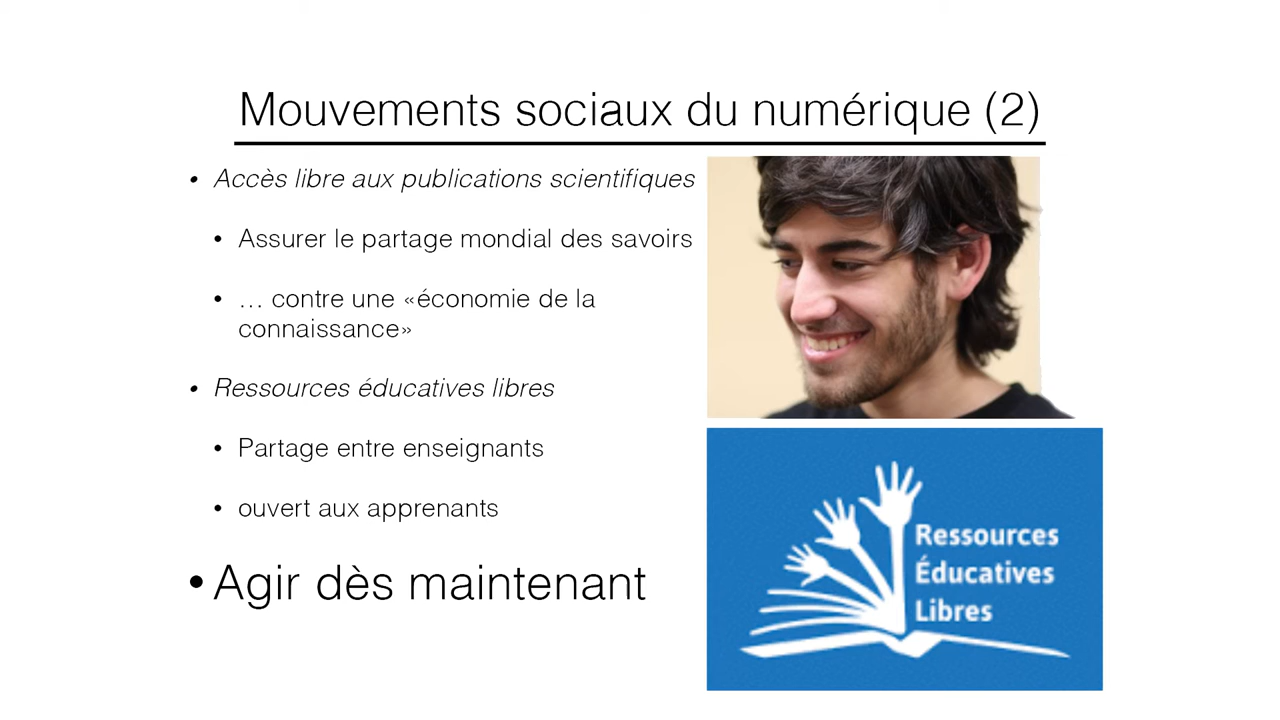 Mouvements sociaux du numérique (2)
• Accès libre aux publications scientifiques
• Assurer le partage mondial des savoirs
• … contre une «économie de la
connaissance»
• Ressources éducatives libres
• Partage entre enseignants
• ouvert aux apprenants
• Agir dès maintenant
Ressources
Éducatives
Libres